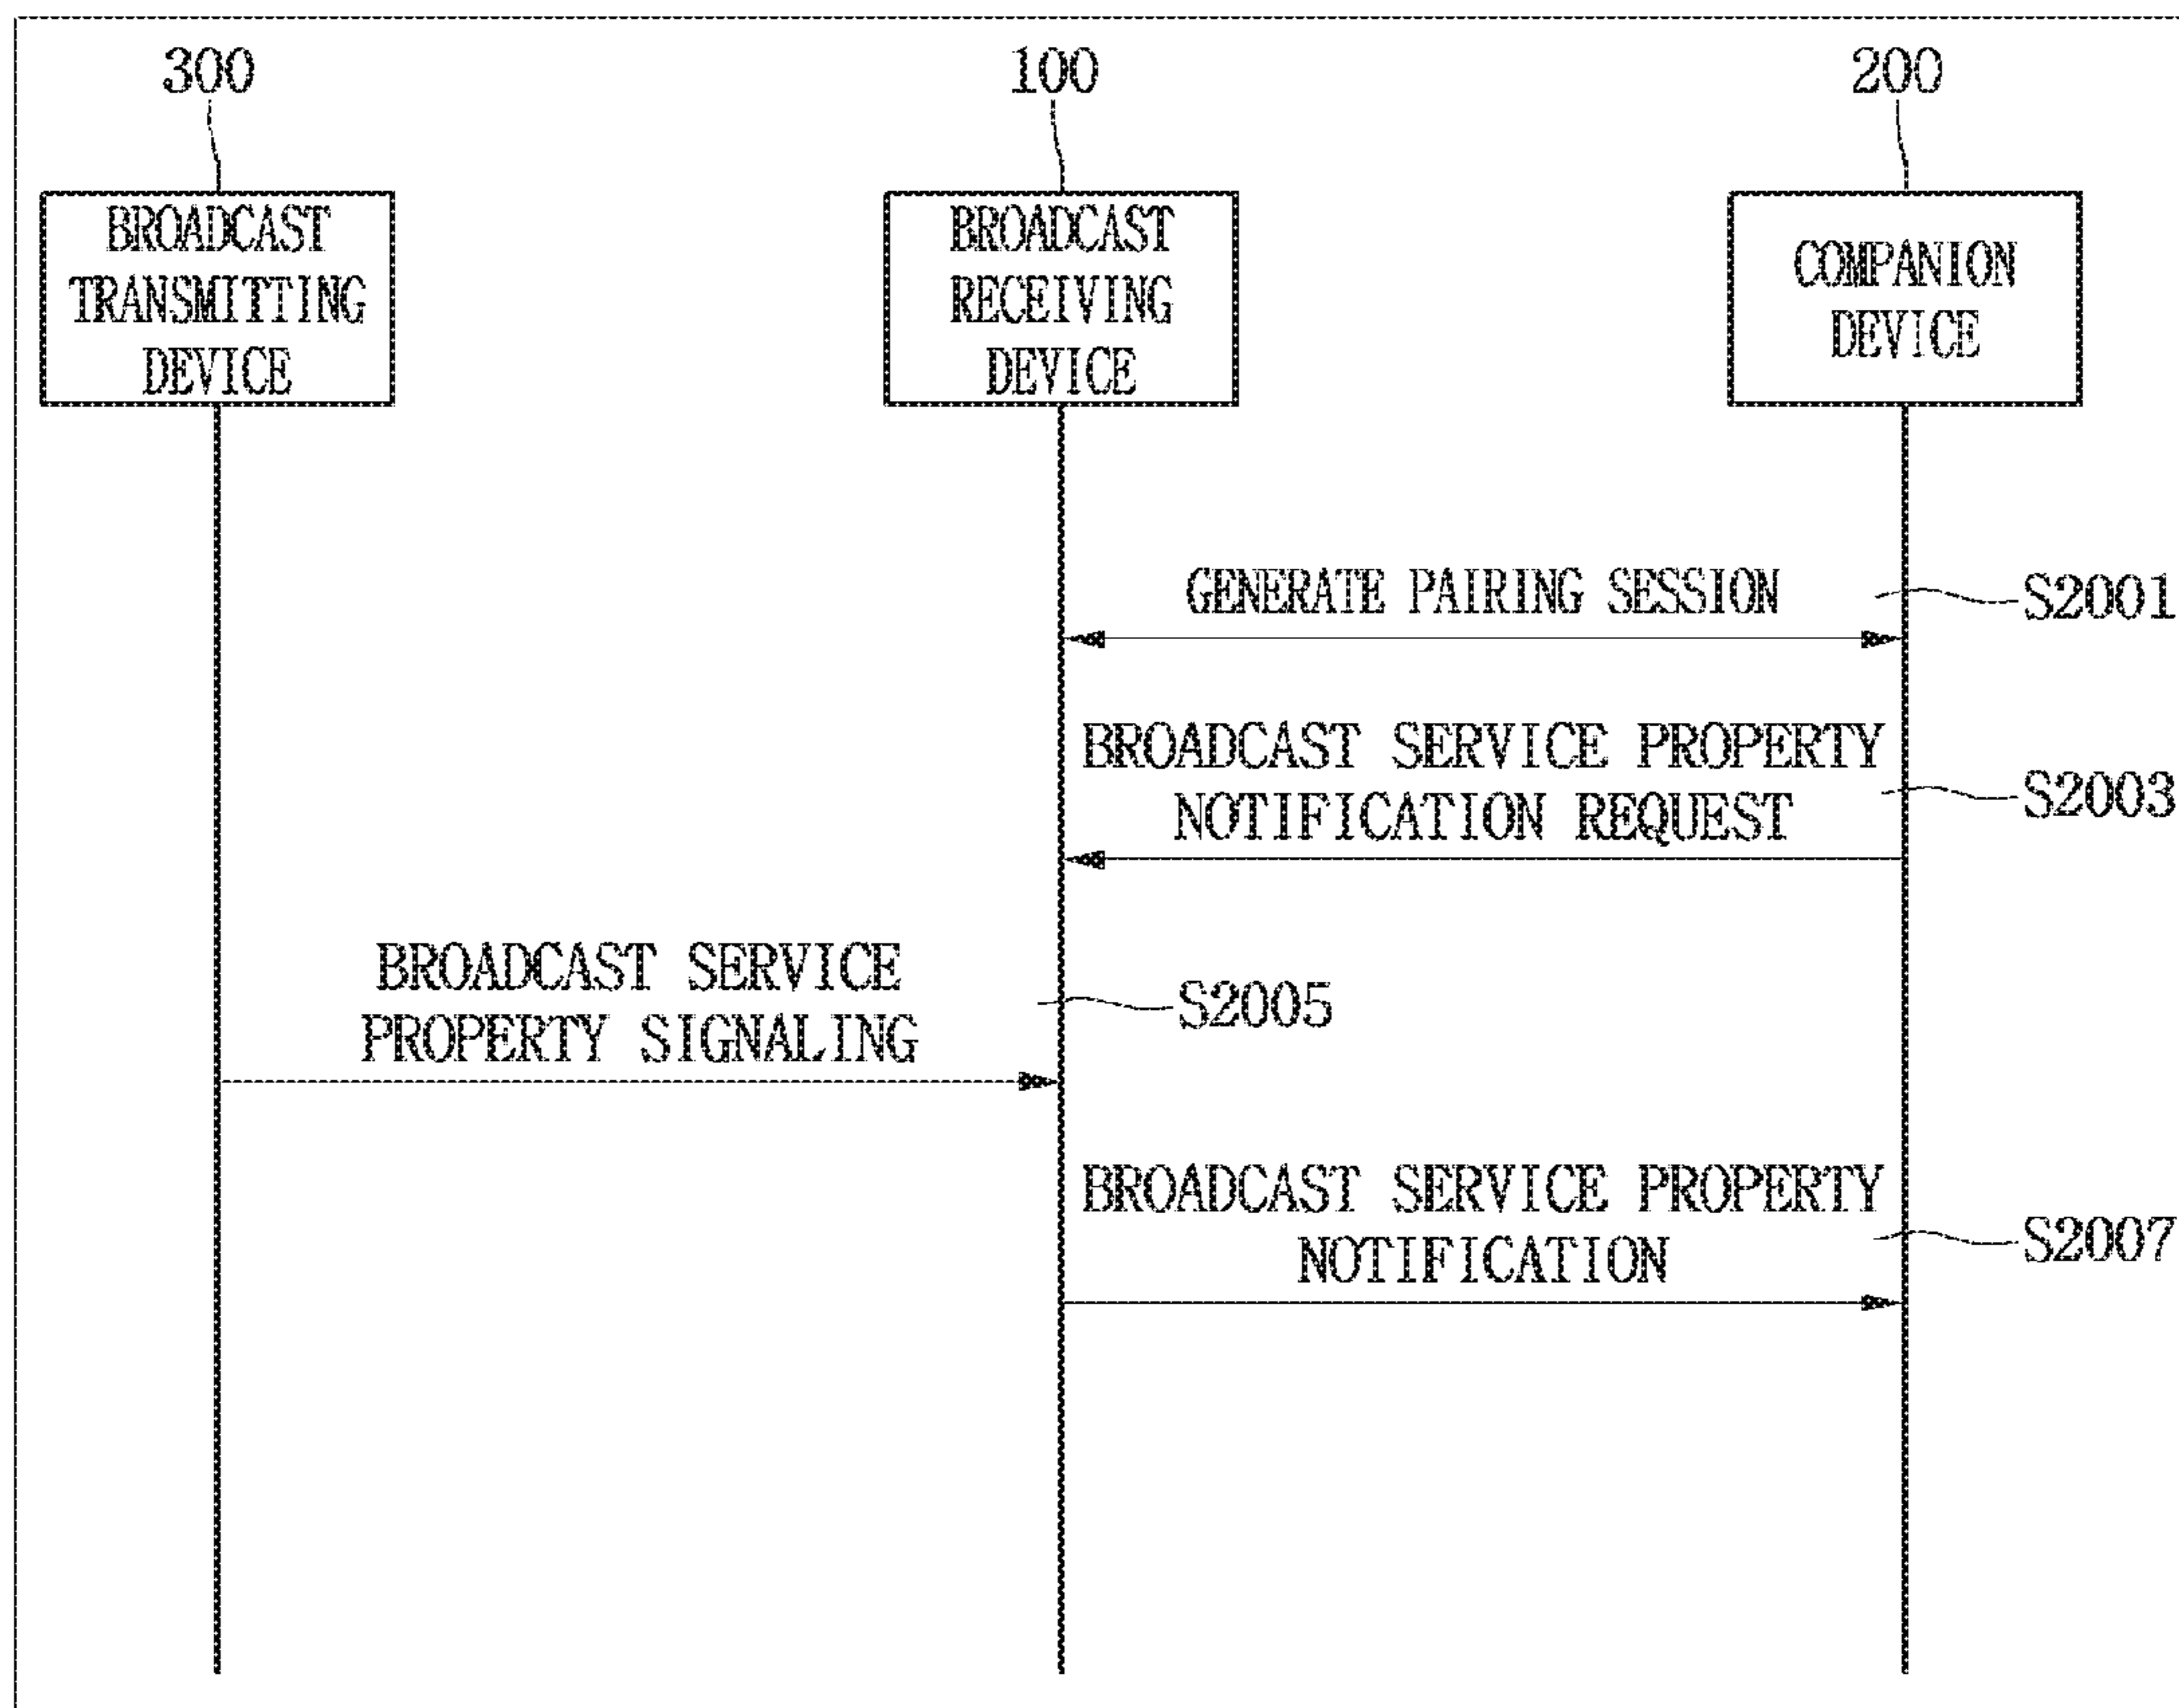 300
100
200
BROADCAST
TRANSMITTING
DEVICE
BROADCAST
RECEIVING
DEVICE
COMPANION
DEVICE
GENERATE PAIRING SESSION
S2001
BROADCAST SERVICE PROPERTY
NOTIFICATION REQUEST
S2003
BROADCAST SERVICE
PROPERTY SIGNALING
S2005
BROADCAST SERVICE PROPERTY
NOTIFICATION
S2007